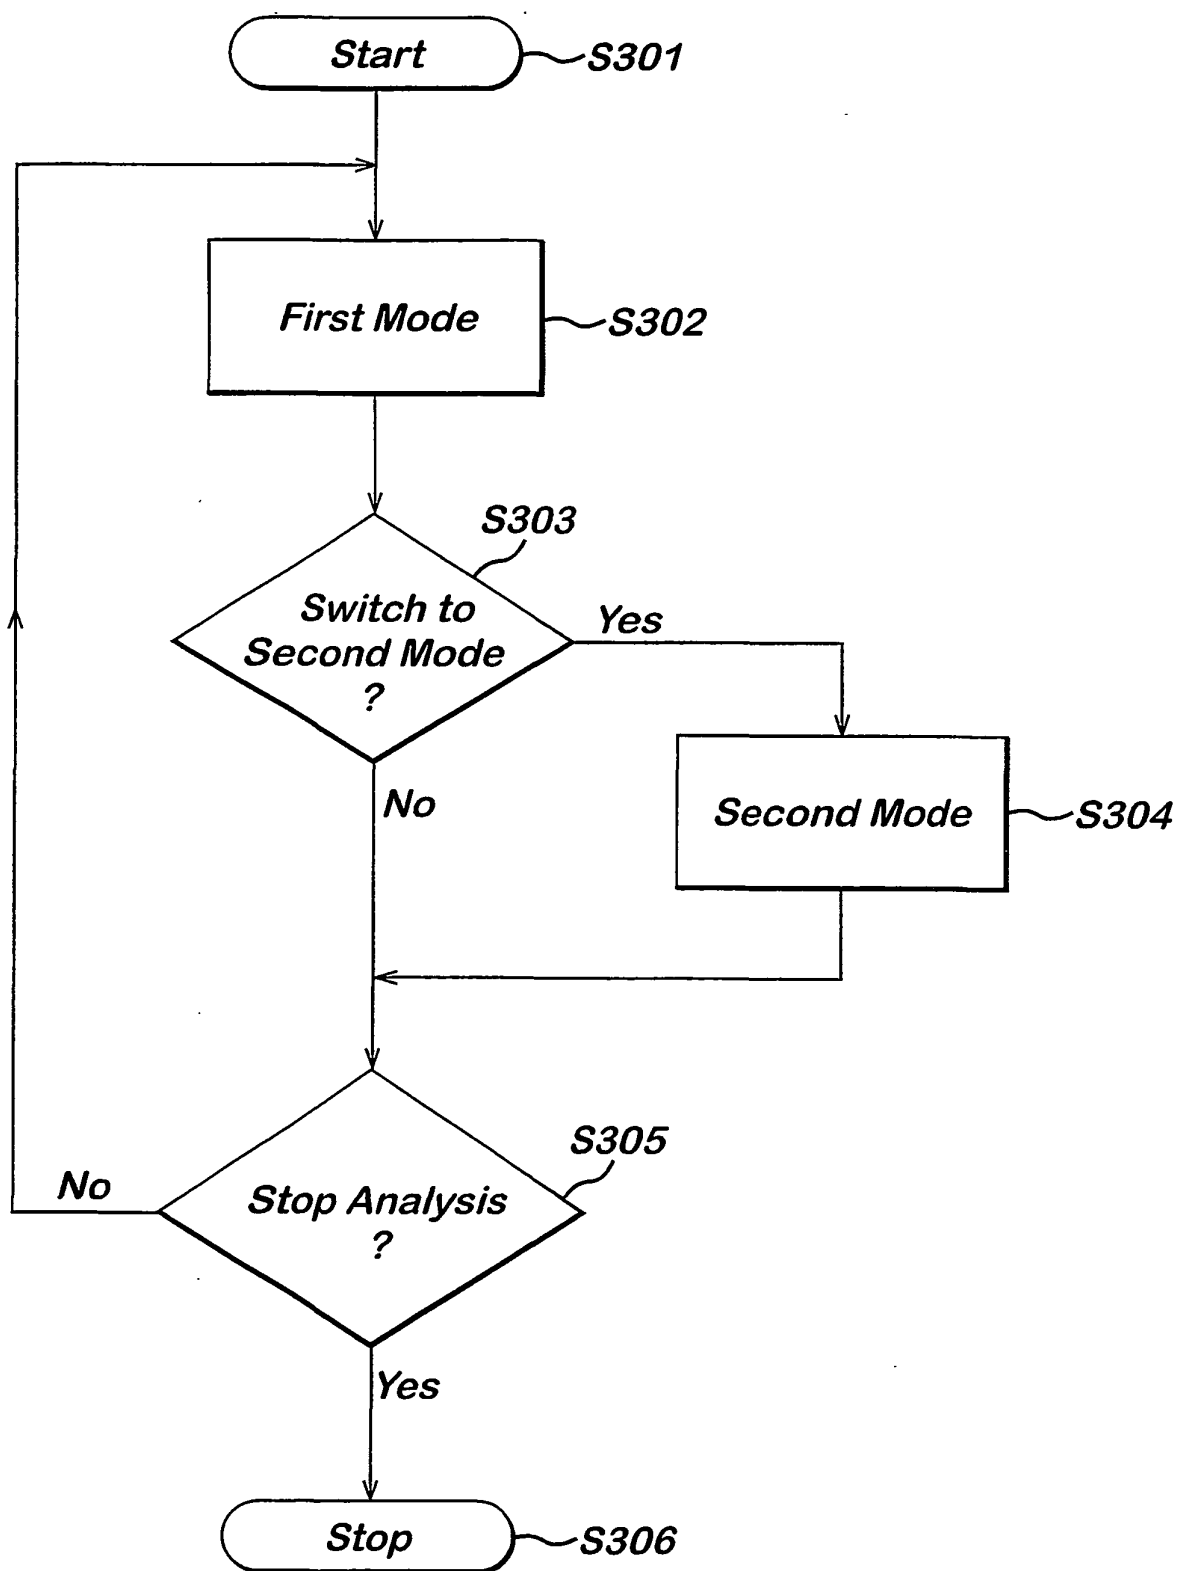 Start
S301
First Mode
S302
S303
Switch to
Second Mode
?
Yes
No
Second Mode
S304
S305
No
Stop Analysis
?
Yes
Stop
S306